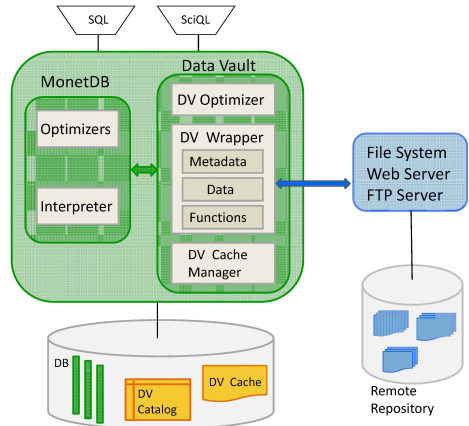 SQL
SciQL
MonetDB
Data Vault
Optimizers
Interpreter
DV Optimizer
DV Wrapper
Metadata
Data
Functions
DV Cache
Manager
File System
Web Server
FTP Server
DB
DV
Catalog
DV Cache
Remote
Repository